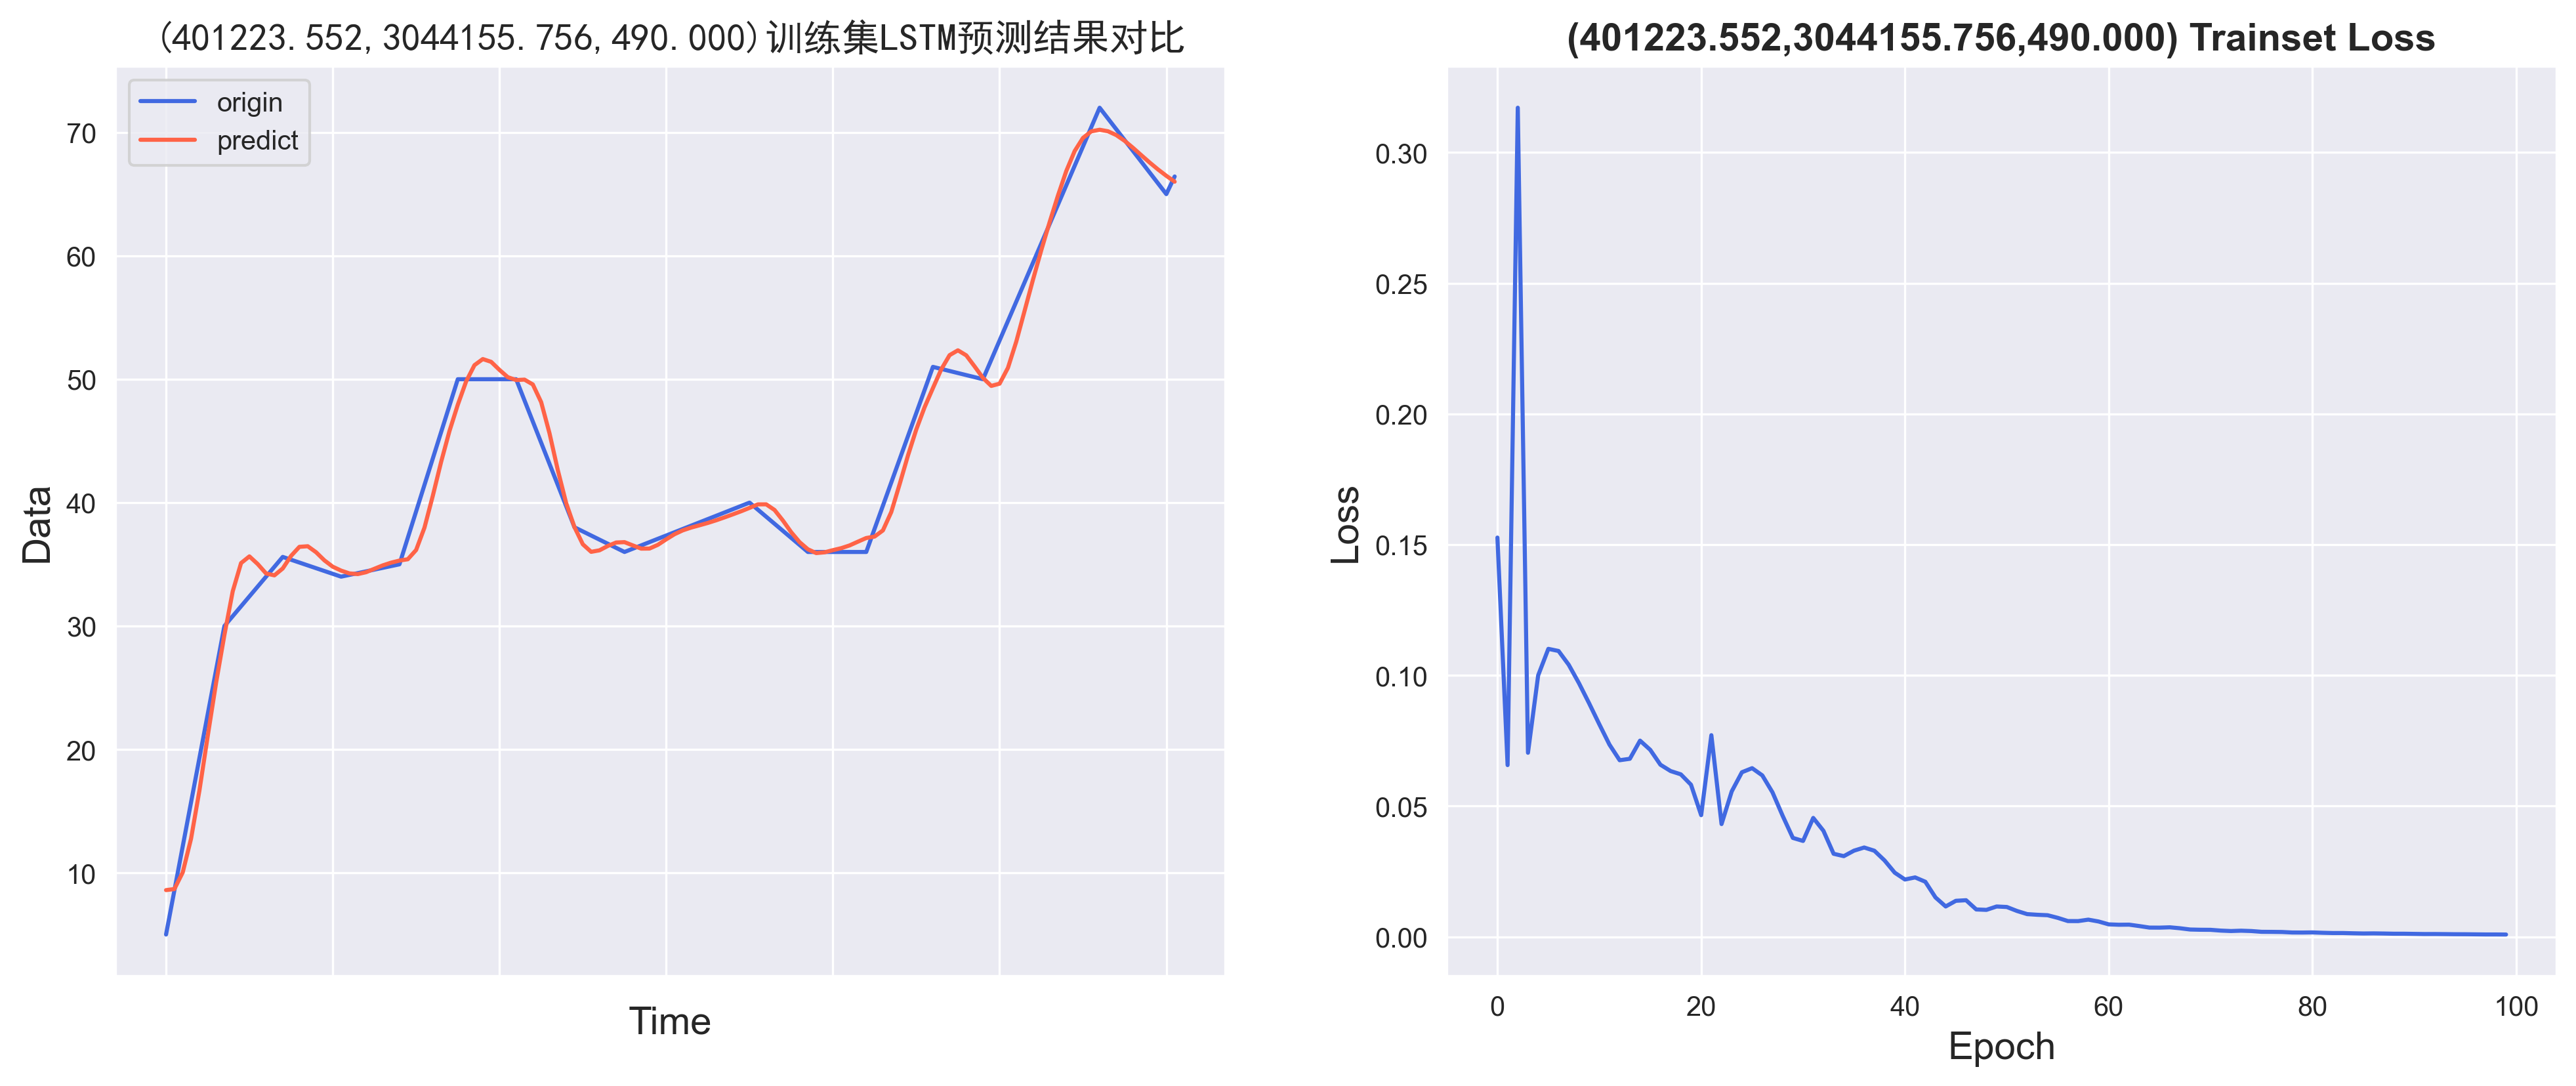 (401223.552,3044155.756,490.000)训练集LSTM预测结果对比
origin
predict
70
60
50
40
30
20
10
Data
Time
(401223.552,3044155.756,490.000) Trainset Loss
0.30
0.25
0.20
0.15
0.10
0.05
0.00
Loss
0 20 40 60 80 100
Epoch